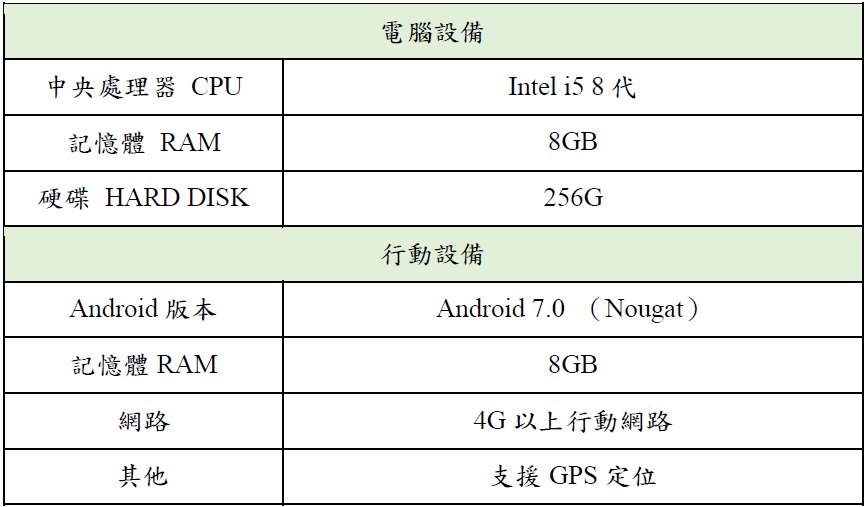 電腦設備
中央處理器 CPU Intel i5 8 代
記憶體 RAM 8GB
硬碟 HARD DISK 256G
行動設備
Android 版本 Android 7.0 （Nougat）
記憶體 RAM 8GB
網路 4G 以上行動網路
其他 支援 GPS 定位